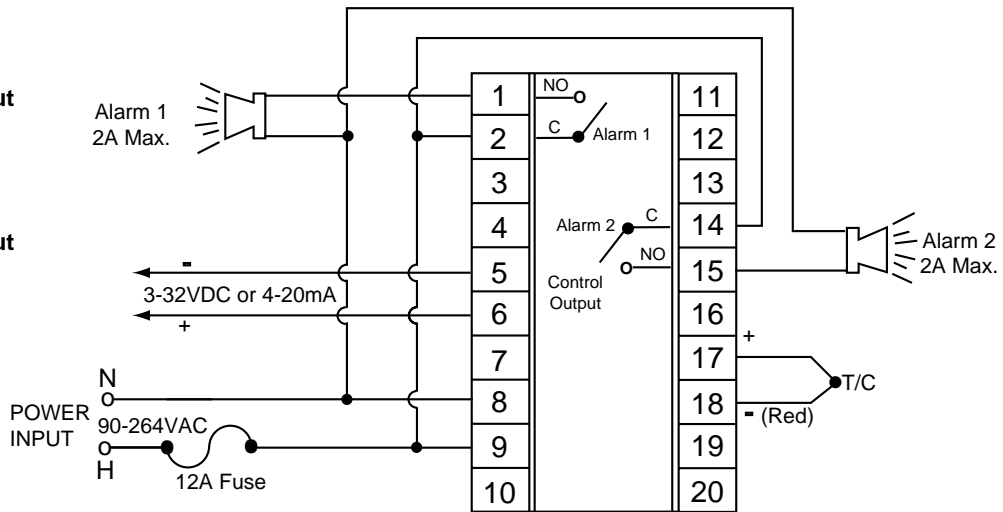 ut
Alarm 1
2A Max.
ut
-
3-32VDC or 4-20mA
+
N
POWER
INPUT
90-264VAC
H
12A Fuse
1
2
3
4
5
6
7
8
9
10
NO
C
Alarm 1
Alarm 2
C
NO
Control
Output
11
12
13
14
15
16
17
18
19
20
Alarm 2
2A Max.
+
T/C
- (Red)